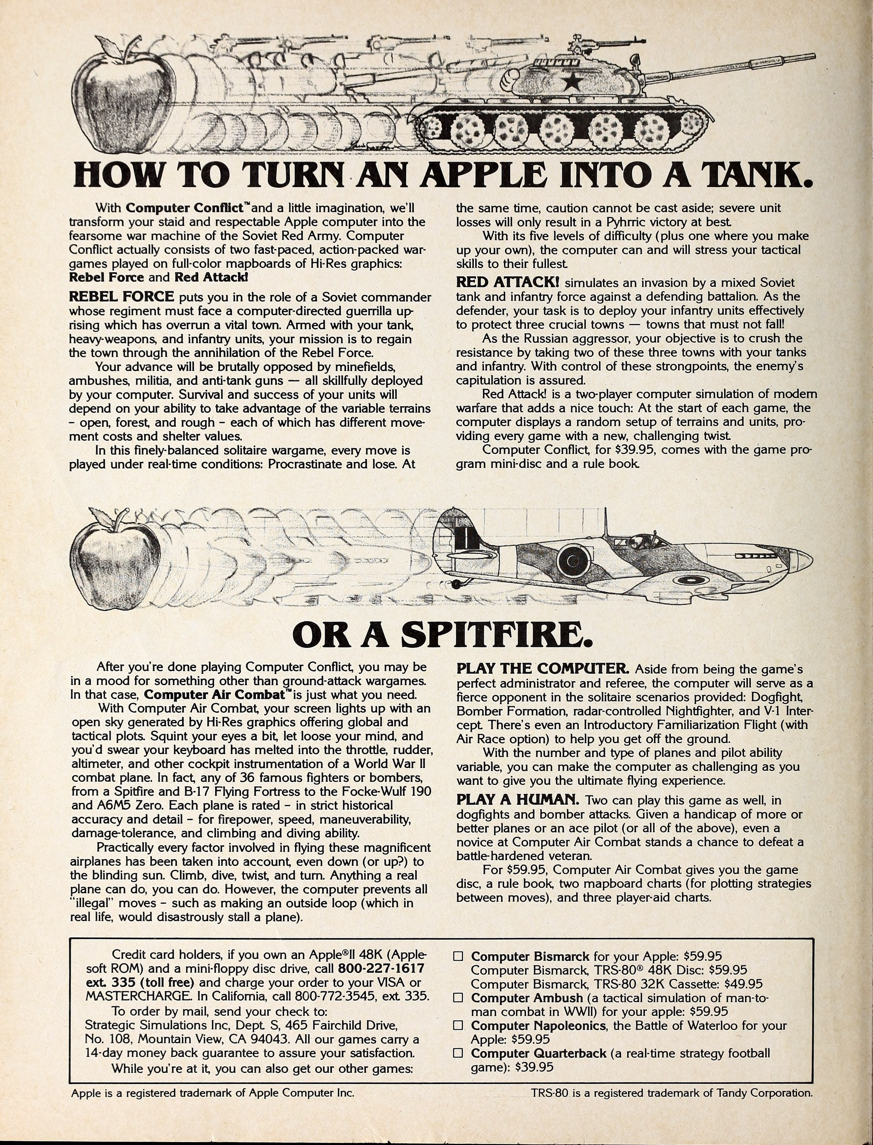 HOW TO TURN AN APPLE INTO A TANK.
With Computer Conflict™ and a little imagination, we'll
transform your staid and respectable Apple computer into the
fearsome war machine of the Soviet Red Army. Computer
Conflict actually consists of two fast-paced, action-packed war-
games played on full-color mapboards of Hi-Res graphics:
Rebel Force and Red Attack!
REBEL FORCE puts you in the role of a Soviet commander
whose regiment must face a computer-directed guerrilla up-
rising which has overrun a vital town. Armed with your tank,
heavy-weapons, and infantry units, your mission is to regain
the town through the annihilation of the Rebel Force.
Your advance will be brutally opposed by minefields,
ambushes, militia, and anti-tank guns — all skillfully deployed
by your computer. Survival and success of your units will
depend on your ability to take advantage of the variable terrains
– open, forest, and rough – each of which has different move-
ment costs and shelter values.
In this finely-balanced solitaire wargame, every move is
played under real-time conditions: Procrastinate and lose. At
the same time, caution cannot be cast aside; severe unit
losses will only result in a Pyhrric victory at best.
With its five levels of difficulty (plus one where you make
up your own), the computer can and will stress your tactical
skills to their fullest.
RED ATTACK! simulates an invasion by a mixed Soviet
tank and infantry force against a defending battalion. As the
defender, your task is to deploy your infantry units effectively
to protect three crucial towns — towns that must not fall!
As the Russian aggressor, your objective is to crush the
resistance by taking two of these three towns with your tanks
and infantry. With control of these strongpoints, the enemy's
capitulation is assured.
Red Attack! is a two-player computer simulation of modern
warfare that adds a nice touch: At the start of each game, the
computer displays a random setup of terrains and units, pro-
viding every game with a new, challenging twist.
Computer Conflict, for $39.95, comes with the game pro-
gram mini-disc and a rule book.
OR A SPITFIRE.
After you're done playing Computer Conflict, you may be
in a mood for something other than ground-attack wargames.
In that case, Computer Air Combat™ is just what you need.
With Computer Air Combat, your screen lights up with an
open sky generated by Hi-Res graphics offering global and
tactical plots. Squint your eyes a bit, let loose your mind, and
you'd swear your keyboard has melted into the throttle, rudder,
altimeter, and other cockpit instrumentation of a World War II
combat plane. In fact, any of 36 famous fighters or bombers,
from a Spitfire and B-17 Flying Fortress to the Focke-Wulf 190
and A6M5 Zero. Each plane is rated – in strict historical
accuracy and detail – for firepower, speed, maneuverability,
damage-tolerance, and climbing and diving ability.
Practically every factor involved in flying these magnificent
airplanes has been taken into account, even down (or up?) to
the blinding sun. Climb, dive, twist, and turn. Anything a real
plane can do, you can do. However, the computer prevents all
"illegal" moves – such as making an outside loop (which in
real life, would disastrously stall a plane).
PLAY THE COMPUTER. Aside from being the game's
perfect administrator and referee, the computer will serve as a
fierce opponent in the solitaire scenarios provided: Dogfight,
Bomber Formation, radar-controlled Nightfighter, and V-1 Inter-
cept. There's even an Introductory Familiarization Flight (with
Air Race option) to help you get off the ground.
With the number and type of planes and pilot ability
variable, you can make the computer as challenging as you
want to give you the ultimate flying experience.
PLAY A HUMAN. Two can play this game as well, in
dogfights and bomber attacks. Given a handicap of more or
better planes or an ace pilot (or all of the above), even a
novice at Computer Air Combat stands a chance to defeat a
battle-hardened veteran.
For $59.95, Computer Air Combat gives you the game
disc, a rule book, two mapboard charts (for plotting strategies
between moves), and three player-aid charts.
Credit card holders, if you own an Apple®II 48K (Apple-
soft ROM) and a mini-floppy disc drive, call 800-227-1617
ext. 335 (toll free) and charge your order to your VISA or
MASTERCHARGE. In California, call 800-772-3545, ext. 335.
To order by mail, send your check to:
Strategic Simulations Inc, Dept. S, 465 Fairchild Drive,
No. 108, Mountain View, CA 94043. All our games carry a
14-day money back guarantee to assure your satisfaction.
While you're at it, you can also get our other games:
☐ Computer Bismarck for your Apple: $59.95
Computer Bismarck, TRS-80® 48K Disc: $59.95
Computer Bismarck, TRS-80 32K Cassette: $49.95
☐ Computer Ambush (a tactical simulation of man-to-
man combat in WWII) for your apple: $59.95
☐ Computer Napoleonics, the Battle of Waterloo for your
Apple: $59.95
☐ Computer Quarterback (a real-time strategy football
game): $39.95
Apple is a registered trademark of Apple Computer Inc.
TRS-80 is a registered trademark of Tandy Corporation.